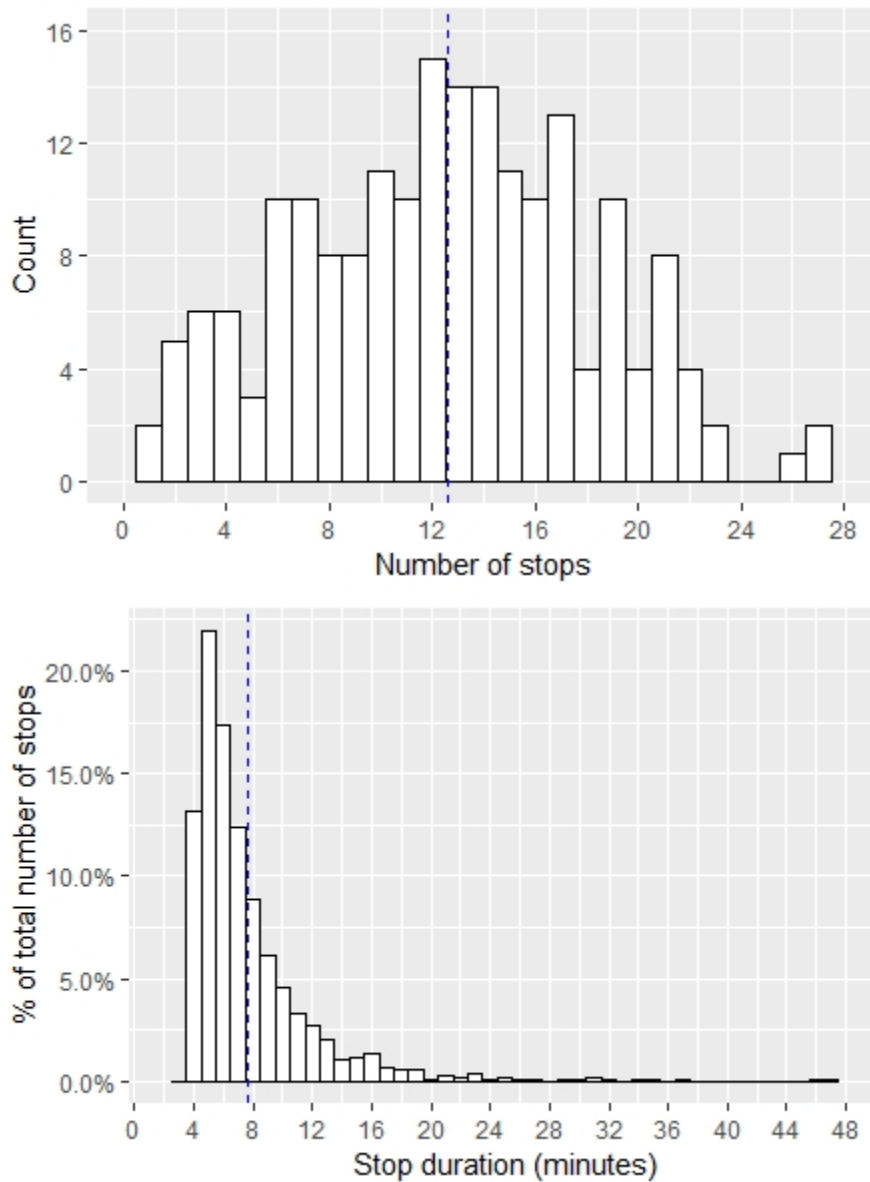 16
12
8
4
0
Count
0 4 8 12 16 20 24 28
Number of stops
20.0%
15.0%
10.0%
5.0%
0.0%
% of total number of stops
0 4 8 12 16 20 24 28 32 36 40 44 48
Stop duration (minutes)